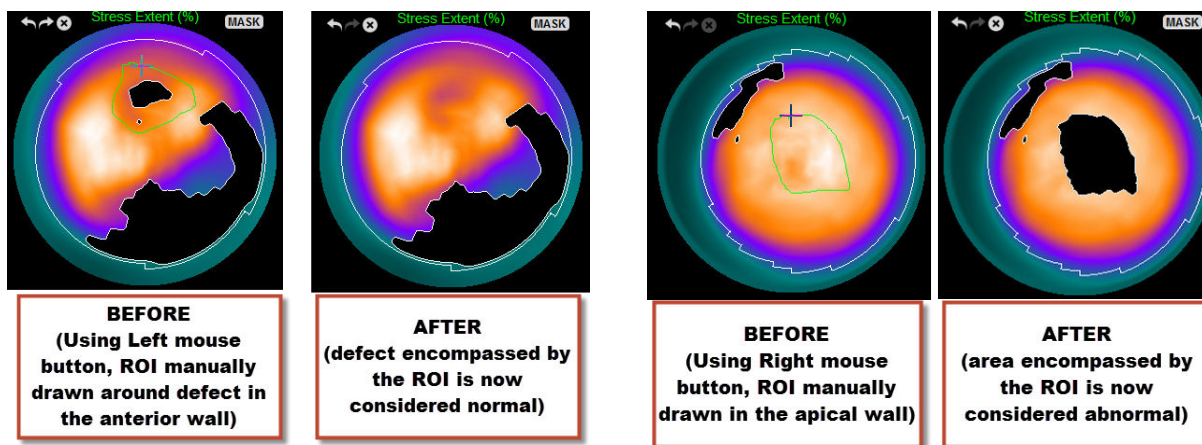 Stress Extent (%)
MASK
Stress Extent (%)
MASK
Stress Extent (%)
MASK
Stress Extent (%)
MASK
BEFORE
(Using Left mouse
button, ROI manually
drawn around defect in
the anterior wall)
AFTER
(defect encompassed by
the ROI is now
considered normal)
BEFORE
(Using Right mouse
button, ROI manually
drawn in the apical wall)
AFTER
(area encompassed by
the ROI is now
considered abnormal)